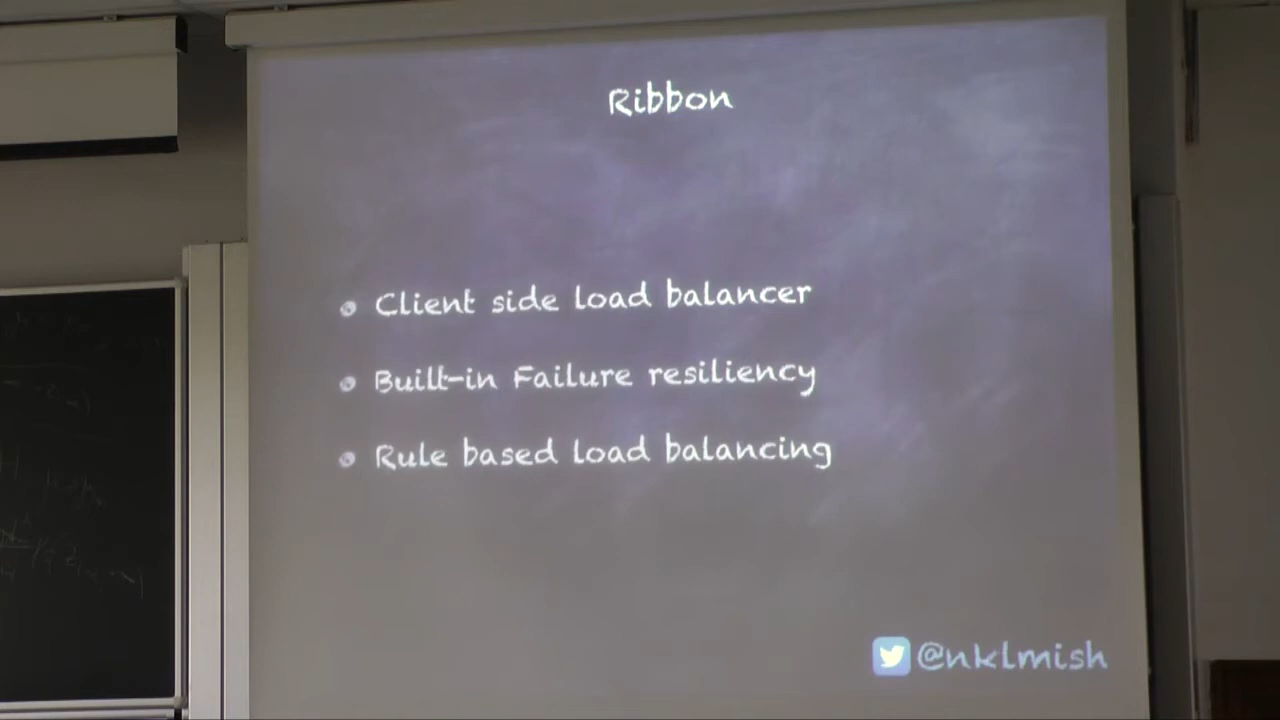 Ribbon
Client side load balancer
Built-in Failure resiliency
Rule based load balancing
@nklmish